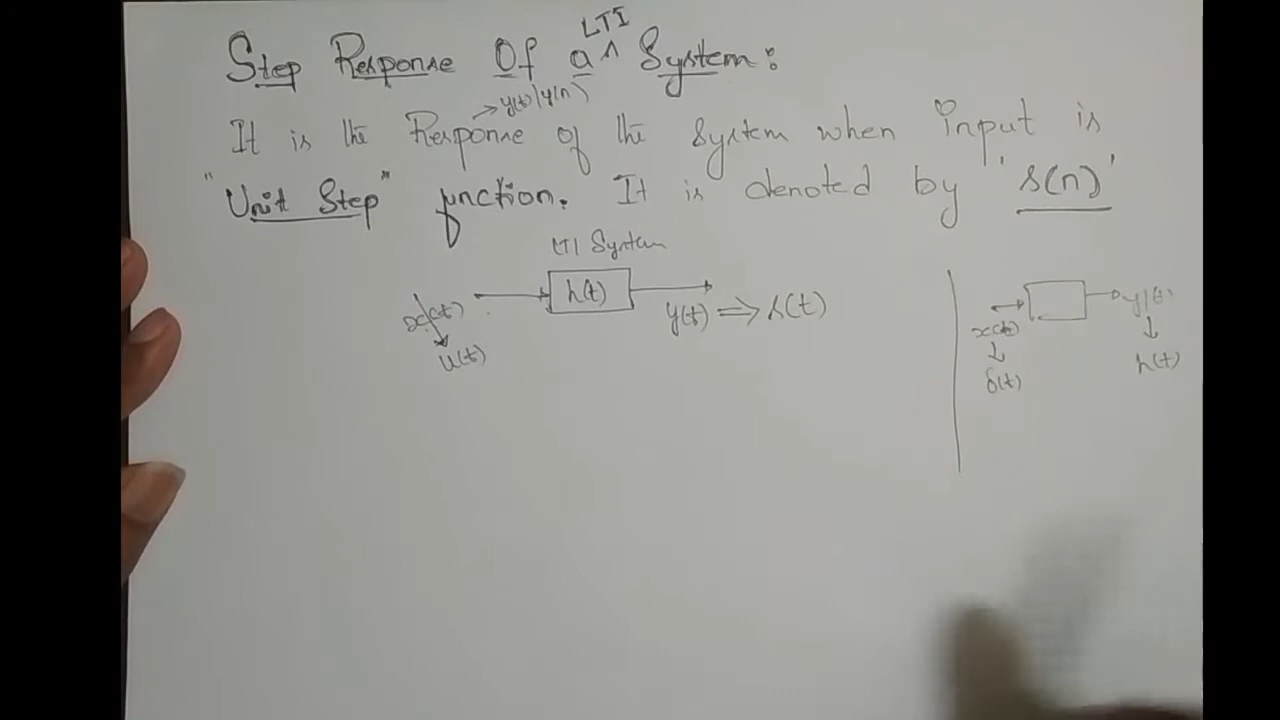 Step Response Of a ^ System:
LTI
→ y(t)/y(n)
It is the Response of the system when input is
"Unit Step" function. It is denoted by 's(n)'
LTI System
x(t) h(t) y(t) ⇒ s(t)
u(t)
x(t) y(t)
δ(t) h(t)